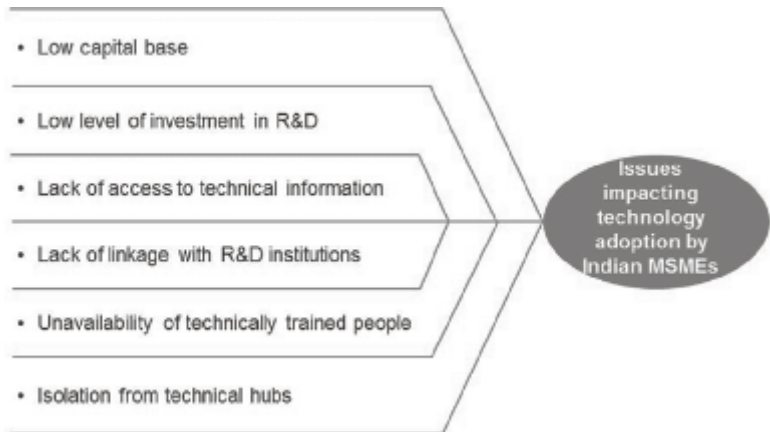 • Low capital base
• Low level of investment in R&D
• Lack of access to technical information
• Lack of linkage with R&D institutions
• Unavailability of technically trained people
• Isolation from technical hubs
Issues
impacting
technology
adoption by
Indian MSMEs